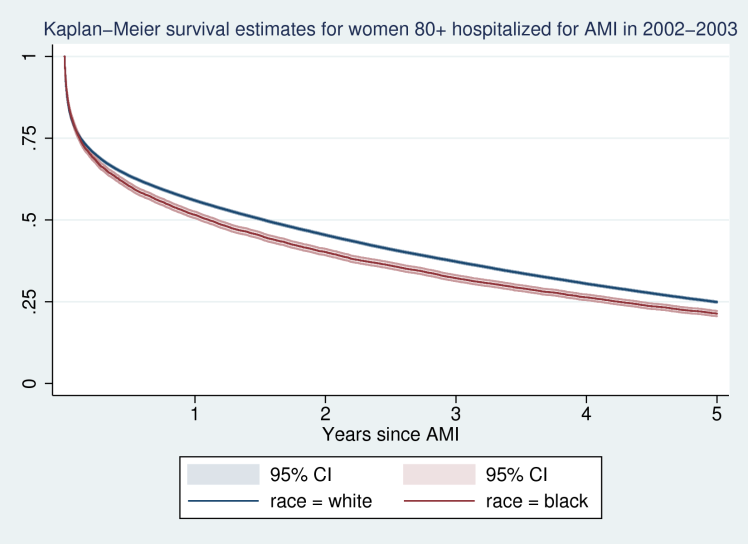 Kaplan−Meier survival estimates for women 80+ hospitalized for AMI in 2002−2003
1
.75
.5
.25
0
1 2 3 4 5
Years since AMI
95% CI 95% CI
race = white race = black